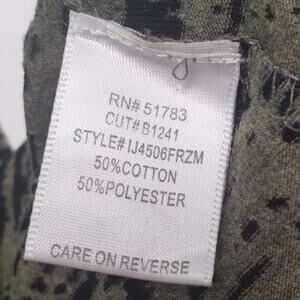 RN# 51783
CUT# B1241
STYLE# IJ4506FRZM
50%COTTON
50%POLYESTER
CARE ON REVERSE